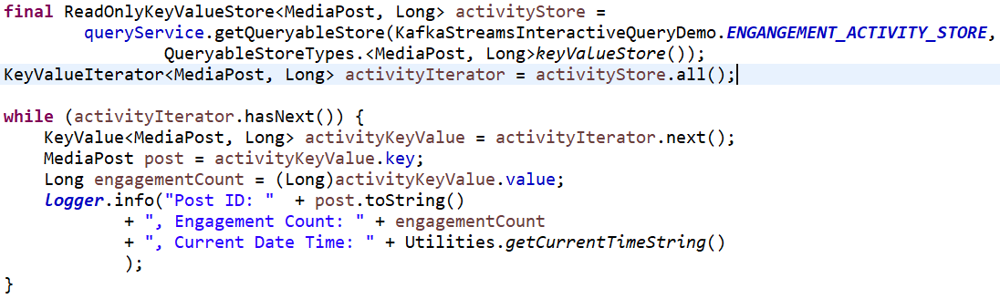 final ReadOnlyKeyValueStore<MediaPost, Long> activityStore =
        queryService.getQueryableStore(KafkaStreamsInteractiveQueryDemo.ENGANGEMENT_ACTIVITY_STORE,
                QueryableStoreTypes.<MediaPost, Long>keyValueStore());
KeyValueIterator<MediaPost, Long> activityIterator = activityStore.all();

while (activityIterator.hasNext()) {
    KeyValue<MediaPost, Long> activityKeyValue = activityIterator.next();
    MediaPost post = activityKeyValue.key;
    Long engagementCount = (Long)activityKeyValue.value;
    logger.info("Post ID: "  + post.toString()
            + ", Engagement Count: " + engagementCount
            + ", Current Date Time: " + Utilities.getCurrentTimeString()
            );
}